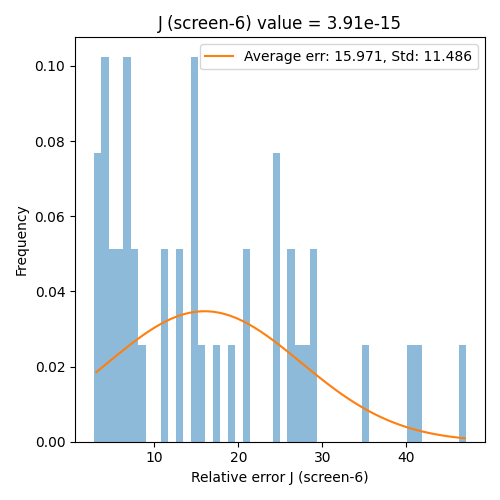 J (screen-6) value = 3.91e-15
Average err: 15.971, Std: 11.486
0.10
0.08
0.06
0.04
0.02
0.00
Frequency
10
20
30
40
Relative error J (screen-6)